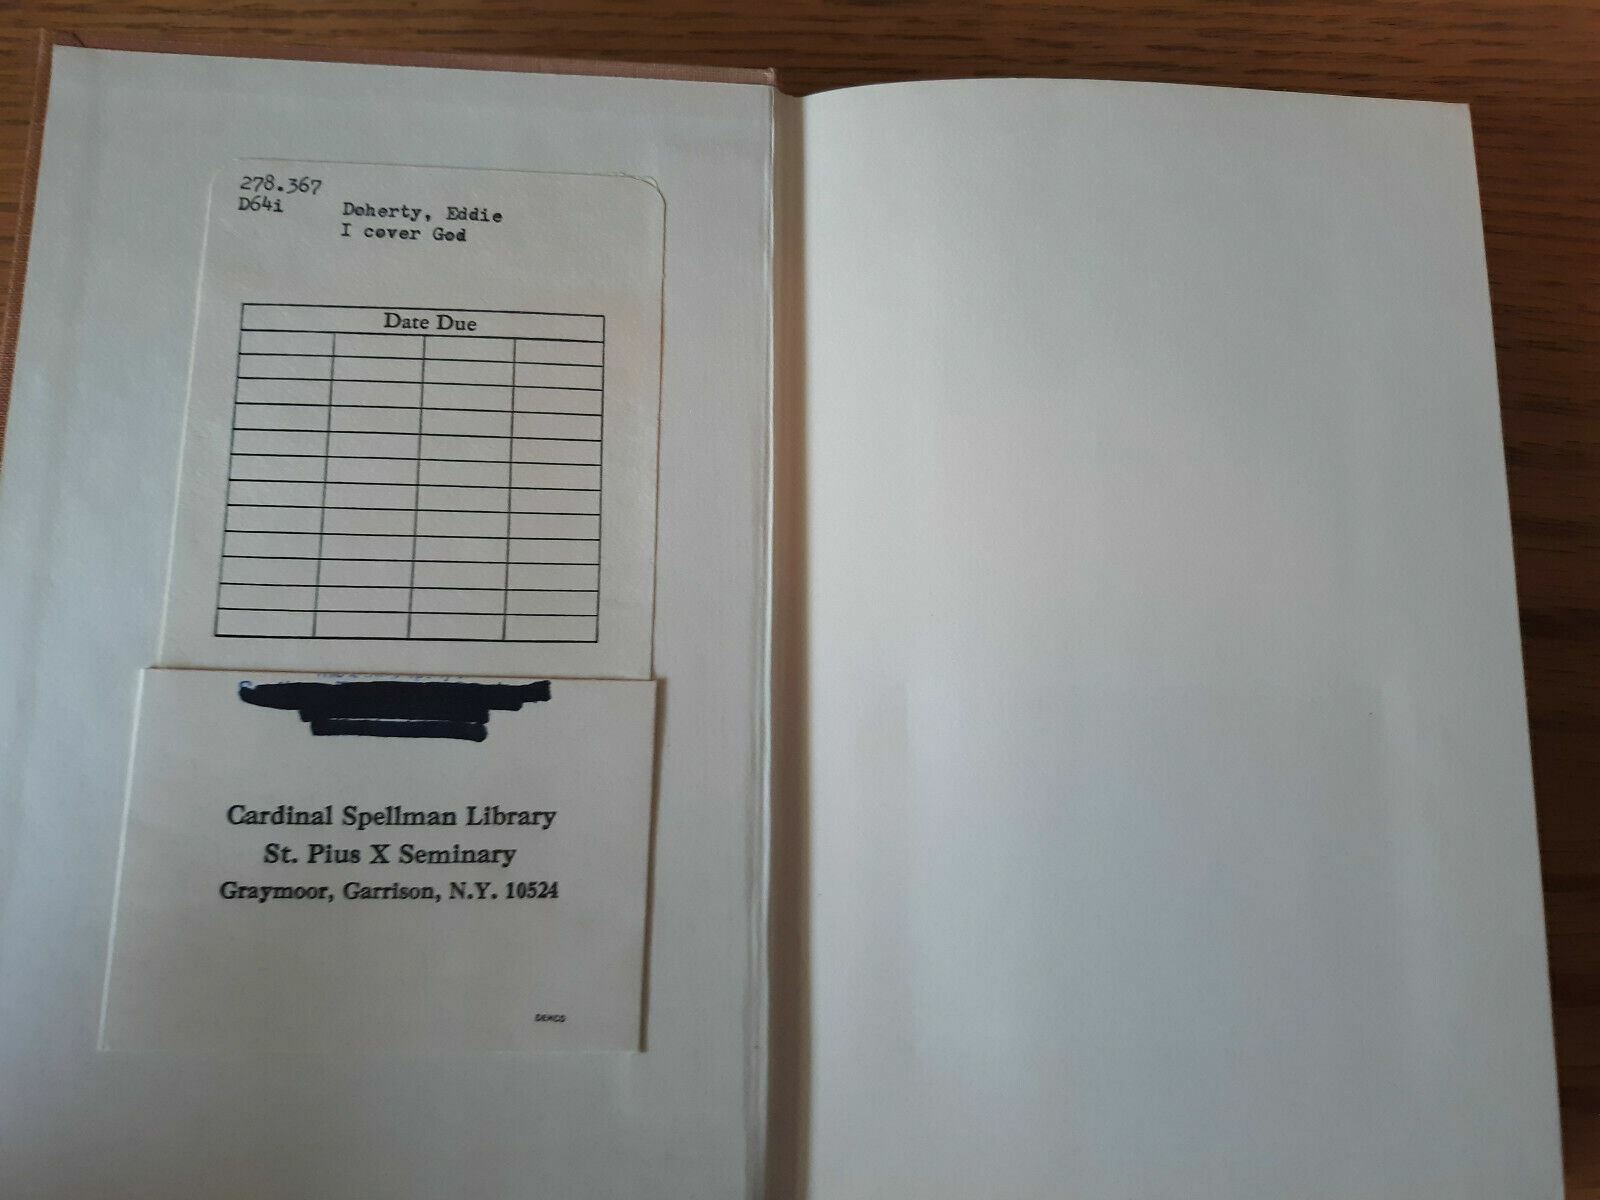 278.367
D64i Doherty, Eddie
I cover God
Date Due
Cardinal Spellman Library
St. Pius X Seminary
Graymoor, Garrison, N.Y. 10524
DEMCO